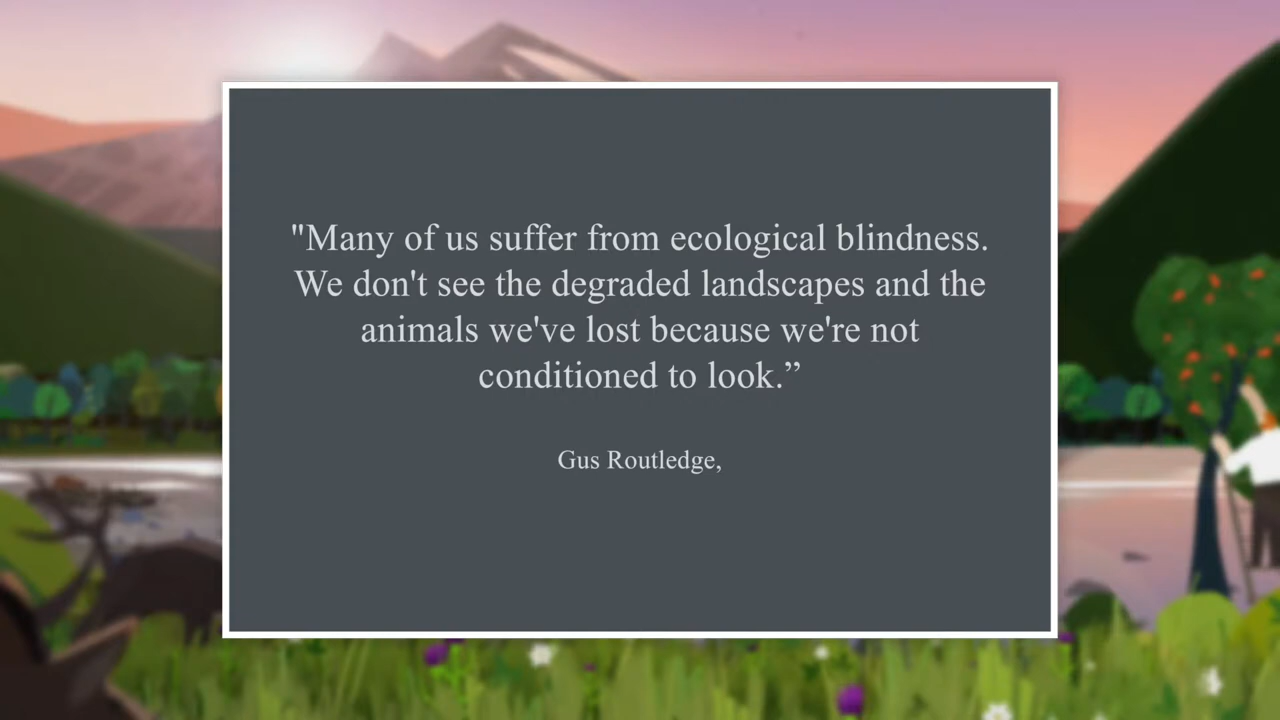 "Many of us suffer from ecological blindness.
We don't see the degraded landscapes and the
animals we've lost because we're not
conditioned to look.”
Gus Routledge,